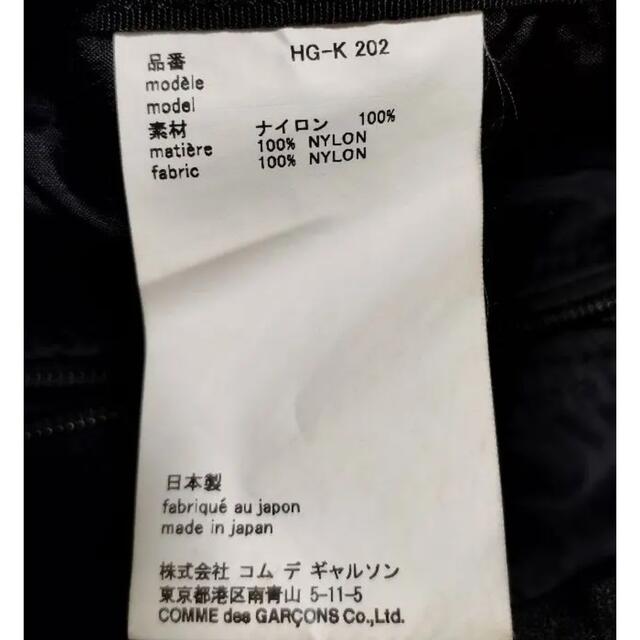 品番 HG-K 202
modèle
model
素材 ナイロン 100%
matière 100% NYLON
fabric 100% NYLON
日本製
fabriqué au japon
made in japan
株式会社 コム デ ギャルソン
東京都港区南青山 5-11-5
COMME des GARÇONS Co.,Ltd.